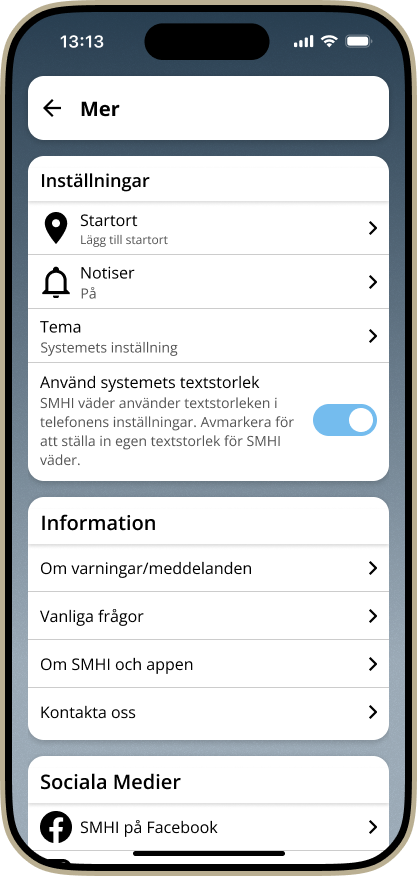 13:13
Mer
Inställningar
Startort
Lägg till startort
Notiser
På
Tema
Systemets inställning
Använd systemets textstorlek
SMHI väder använder textstorleken i
telefonens inställningar. Avmarkera för
att ställa in egen textstorlek för SMHI
väder.
Information
Om varningar/meddelanden
Vanliga frågor
Om SMHI och appen
Kontakta oss
Sociala Medier
SMHI på Facebook